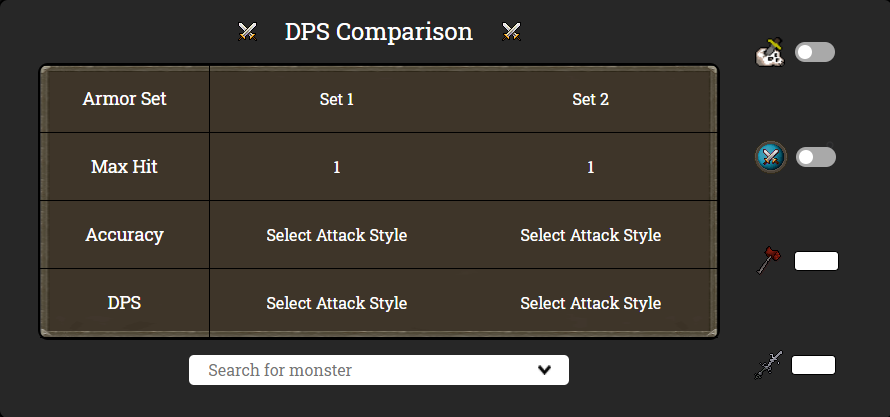 DPS Comparison
Armor Set Set 1 Set 2
Max Hit 1 1
Accuracy Select Attack Style Select Attack Style
DPS Select Attack Style Select Attack Style
Search for monster